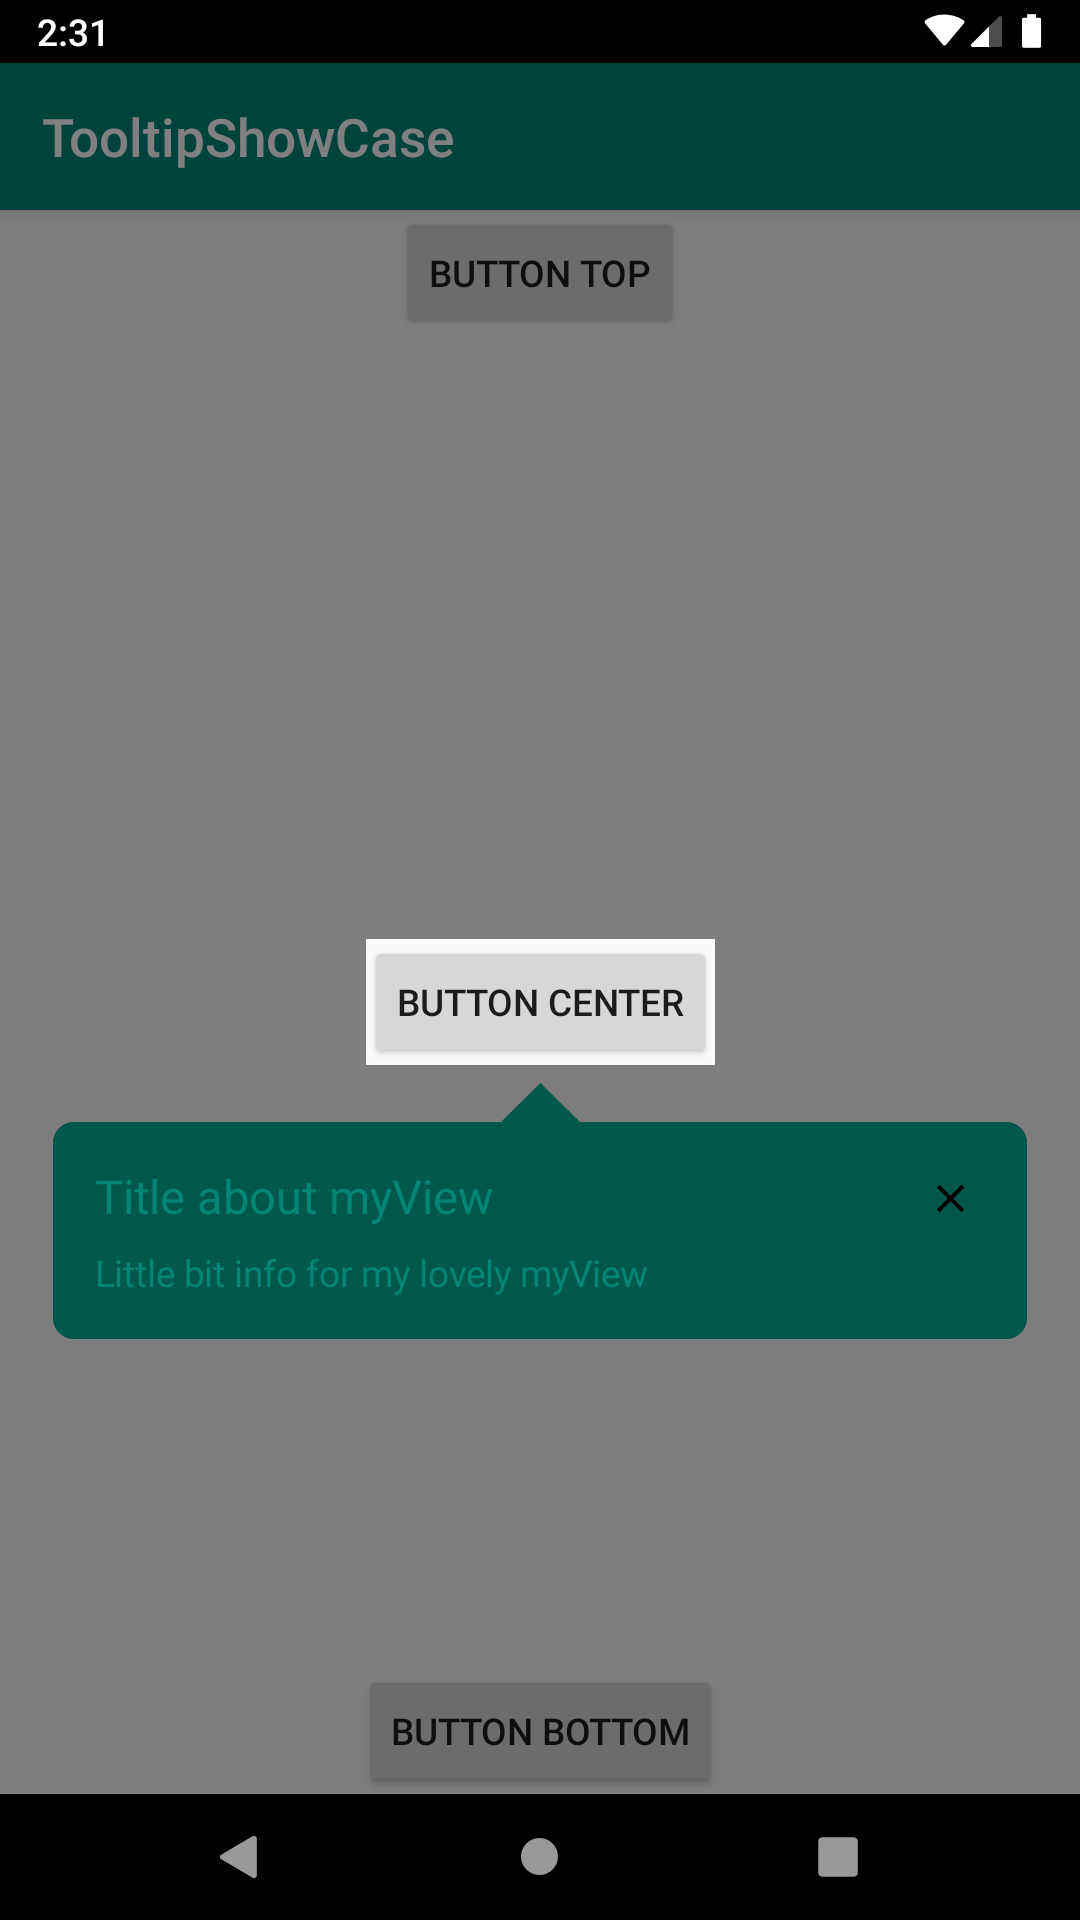 2:31
TooltipShowCase
BUTTON TOP
BUTTON CENTER
Title about myView
Little bit info for my lovely myView
BUTTON BOTTOM